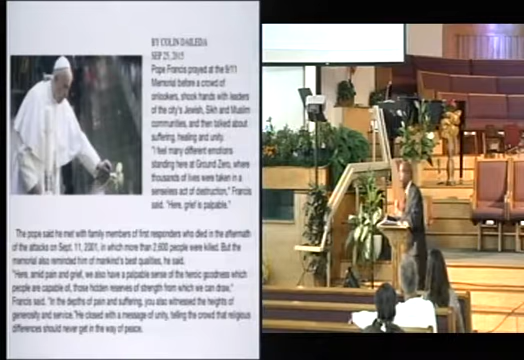 BY COLIN DAILEDA
SEP 25, 2015
Pope Francis prayed at the 9/11
Memorial before a crowd of
onlookers, shook hands with leaders
of the city's Jewish, Sikh and Muslim
communities, and then talked about
suffering, healing and unity.
"I feel many different emotions
standing here at Ground Zero, where
thousands of lives were taken in a
senseless act of destruction," Francis
said. "Here, grief is palpable."
The pope said he met with family members of first responders who died in the aftermath
of the attacks on Sept. 11, 2001, in which more than 2,600 people were killed. But the
memorial also reminded him of mankind's best qualities, he said.
"Here, amid pain and grief, we also have a palpable sense of the heroic goodness which
people are capable of, those hidden reserves of strength from which we can draw,"
Francis said. "In the depths of pain and suffering, you also witnessed the heights of
generosity and service."He closed with a message of unity, telling the crowd that religious
differences should never get in the way of peace.